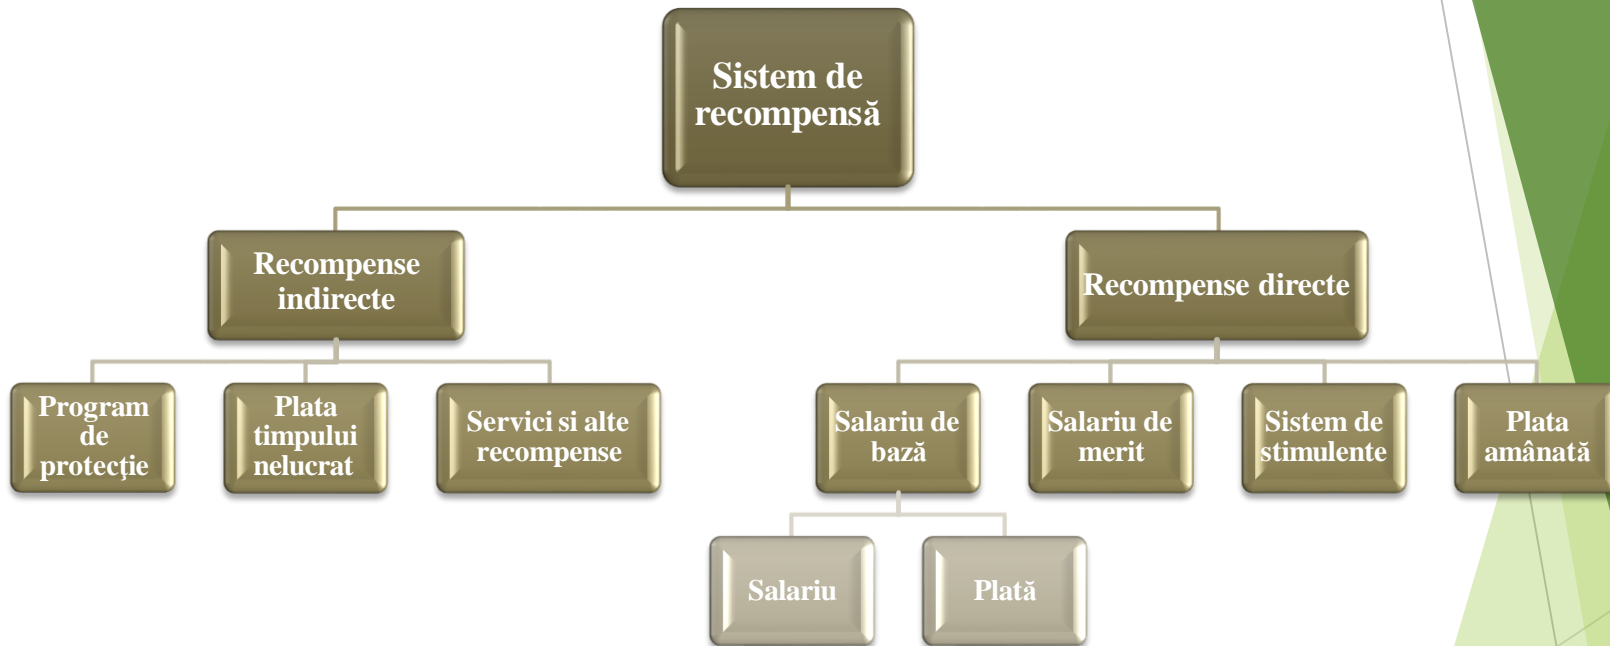 Sistem de
recompensă
Recompense
indirecte
Recompense directe
Program
de
protecţie
Plata
timpului
nelucrat
Servici si alte
recompense
Salariu de
bază
Salariu de
merit
Sistem de
stimulente
Plata
amânată
Salariu
Plată